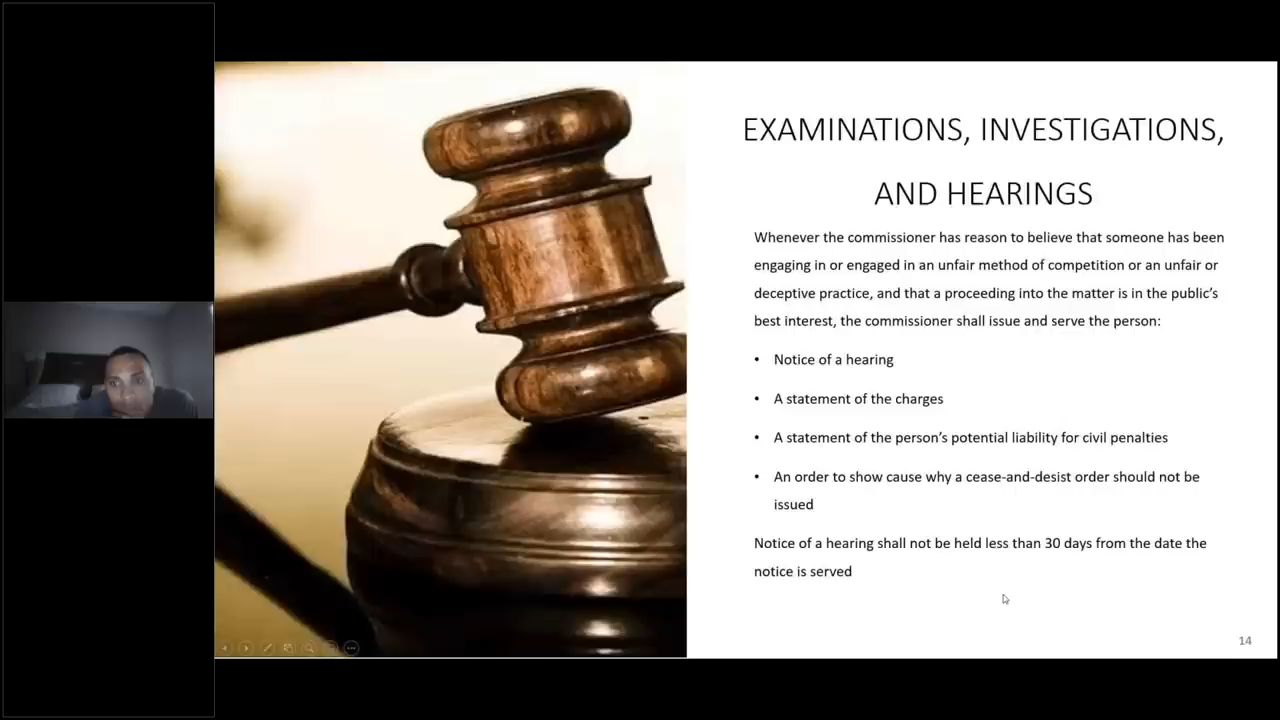 EXAMINATIONS, INVESTIGATIONS,
AND HEARINGS
Whenever the commissioner has reason to believe that someone has been
engaging in or engaged in an unfair method of competition or an unfair or
deceptive practice, and that a proceeding into the matter is in the public’s
best interest, the commissioner shall issue and serve the person:
• Notice of a hearing
• A statement of the charges
• A statement of the person’s potential liability for civil penalties
• An order to show cause why a cease-and-desist order should not be
issued
Notice of a hearing shall not be held less than 30 days from the date the
notice is served
14